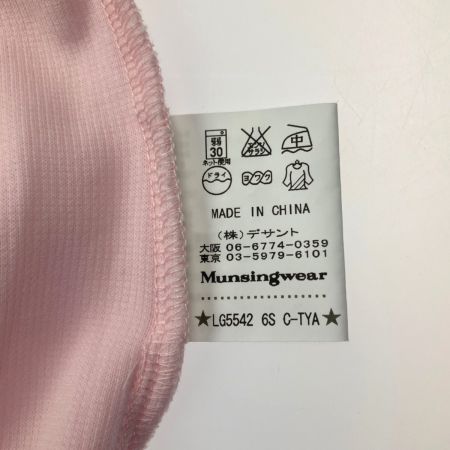 弱
30
エンソ
サラシ
中
ネット使用
ドライ
ヨワク
MADE IN CHINA
(株)デサント
大阪 06-6774-0359
東京 03-5979-6101
Munsingwear
★LG5542 6S C-TYA★